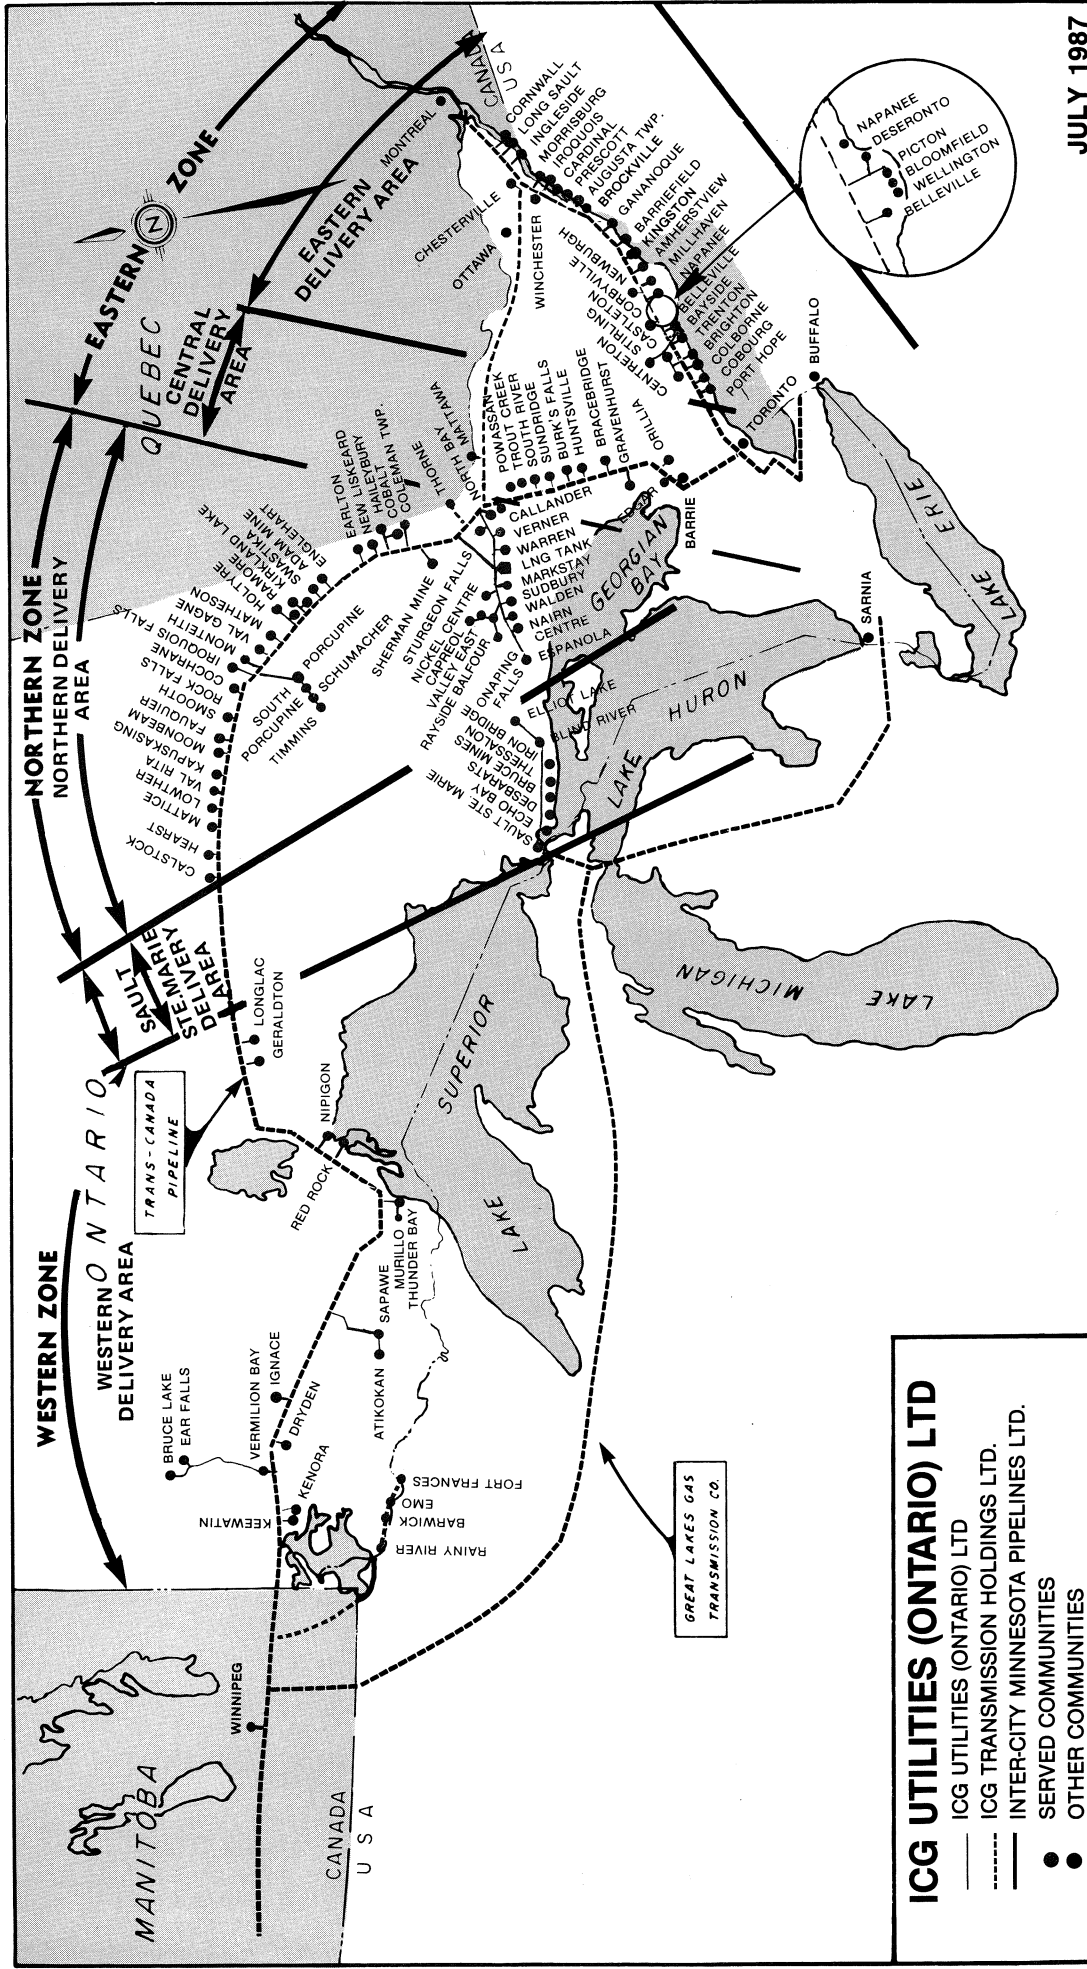 WESTERN ZONE
NORTHERN ZONE
EASTERN
ZONE
WESTERN
DELIVERY AREA
NORTHERN DELIVERY
AREA
SAULT
STE. MARIE
DELIVERY
AREA
CENTRAL
DELIVERY
AREA
EASTERN
DELIVERY AREA
N
MANITOBA
ONTARIO
QUEBEC
CANADA
USA
CANADA
USA
WINNIPEG
KEEWATIN
KENORA
BRUCE LAKE
EAR FALLS
VERMILION BAY
DRYDEN
IGNACE
RAINY RIVER
BARWICK
EMO
FORT FRANCES
ATIKOKAN
SAPAWE
MURILLO
THUNDER BAY
RED ROCK
NIPIGON
TRANS-CANADA
PIPELINE
GERALDTON
LONGLAC
CALSTOCK
HEARST
MATTICE
LOWTHER
VAL RITA
KAPUSKASING
MOONBEAM
FAUQUIER
SMOOTH
ROCK FALLS
COCHRANE
IROQUOIS FALLS
MONTEITH
VAL GAGNE
MATHESON
HOLTYRE
RAMORE
KIRKLAND LAKE
SWASTIKA
ADAM MINE
ENGLEHART
TIMMINS
SOUTH
PORCUPINE
SCHUMACHER
PORCUPINE
EARLTON
NEW LISKEARD
HAILEYBURY
COBALT
COLEMAN TWP.
SHERMAN MINE
THORNE
NORTH BAY
MATTAWA
STURGEON FALLS
NICKEL CENTRE
CAPREOL
VALLEY EAST
RAYSIDE BALFOUR
ONAPING
FALLS
CALLANDER
VERNER
WARREN
LNG TANK
MARKSTAY
SUDBURY
WALDEN
NAIRN
CENTRE
ESPANOLA
ELLIOT LAKE
BLIND RIVER
IRON BRIDGE
THESSALON
BRUCE MINES
DESBARATS
ECHO BAY
SAULT STE. MARIE
POWASSAN
TROUT CREEK
SOUTH RIVER
SUNDRIDGE
BURK'S FALLS
HUNTSVILLE
BRACEBRIDGE
GRAVENHURST
ORILLIA
EDGAR
BARRIE
MONTREAL
CHESTERVILLE
OTTAWA
WINCHESTER
CORNWALL
LONG SAULT
INGLESIDE
MORRISBURG
IROQUOIS
CARDINAL
PRESCOTT
AUGUSTA TWP.
BROCKVILLE
GANANOQUE
BARRIEFIELD
KINGSTON
AMHERSTVIEW
MILLHAVEN
NAPANEE
BELLEVILLE
BAYSIDE
TRENTON
BRIGHTON
COLBORNE
COBOURG
PORT HOPE
NEWBURGH
CORBYVILLE
CASTLETON
STIRLING
CENTRETON
TORONTO
BUFFALO
SARNIA
NAPANEE
DESERONTO
PICTON
BLOOMFIELD
WELLINGTON
BELLEVILLE
LAKE
SUPERIOR
LAKE
MICHIGAN
LAKE
HURON
GEORGIAN
BAY
LAKE
ERIE
GREAT LAKES GAS
TRANSMISSION CO.
ICG UTILITIES (ONTARIO) LTD
ICG UTILITIES (ONTARIO) LTD
ICG TRANSMISSION HOLDINGS LTD.
INTER-CITY MINNESOTA PIPELINES LTD.
SERVED COMMUNITIES
OTHER COMMUNITIES
JULY 1987